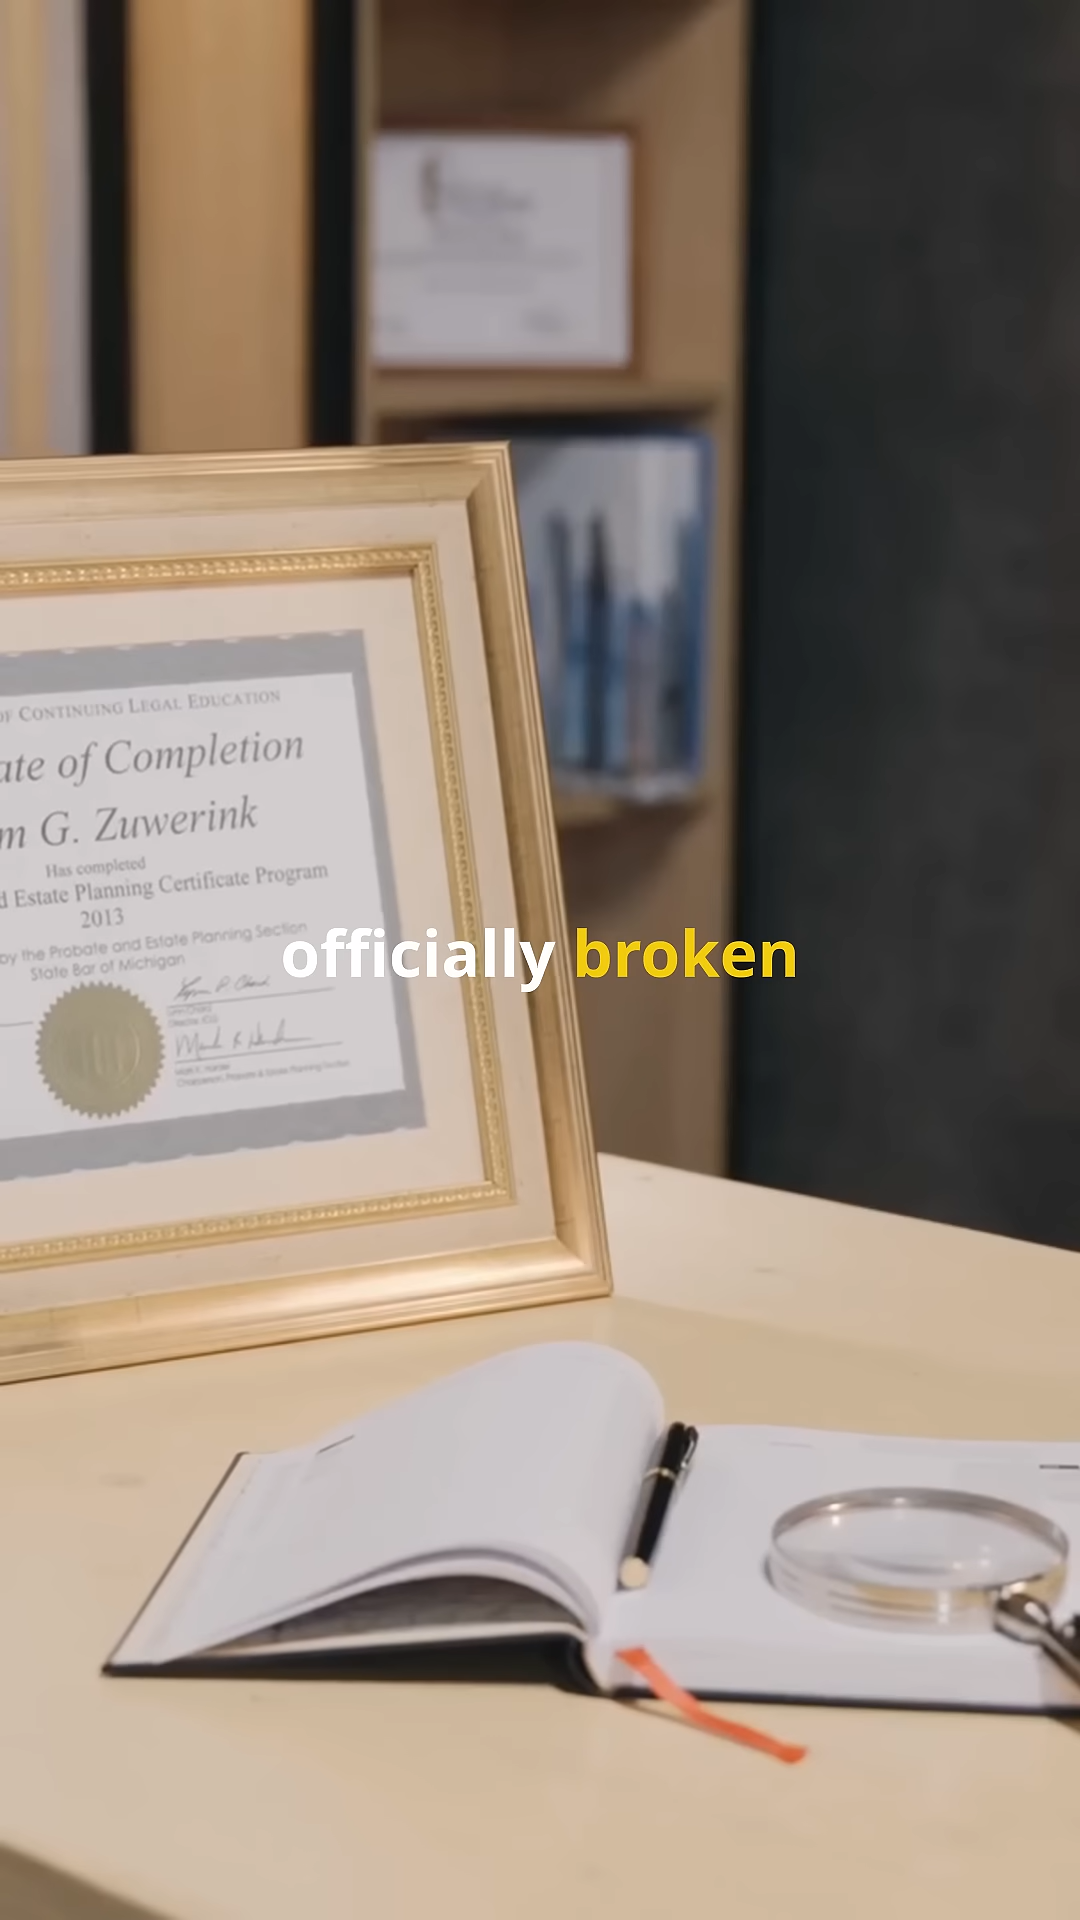 OF CONTINUING LEGAL EDUCATION
ate of Completion
m G. Zuwerink
Has completed
d Estate Planning Certificate Program
2013
by the Probate and Estate Planning Section
State Bar of Michigan
officially broken